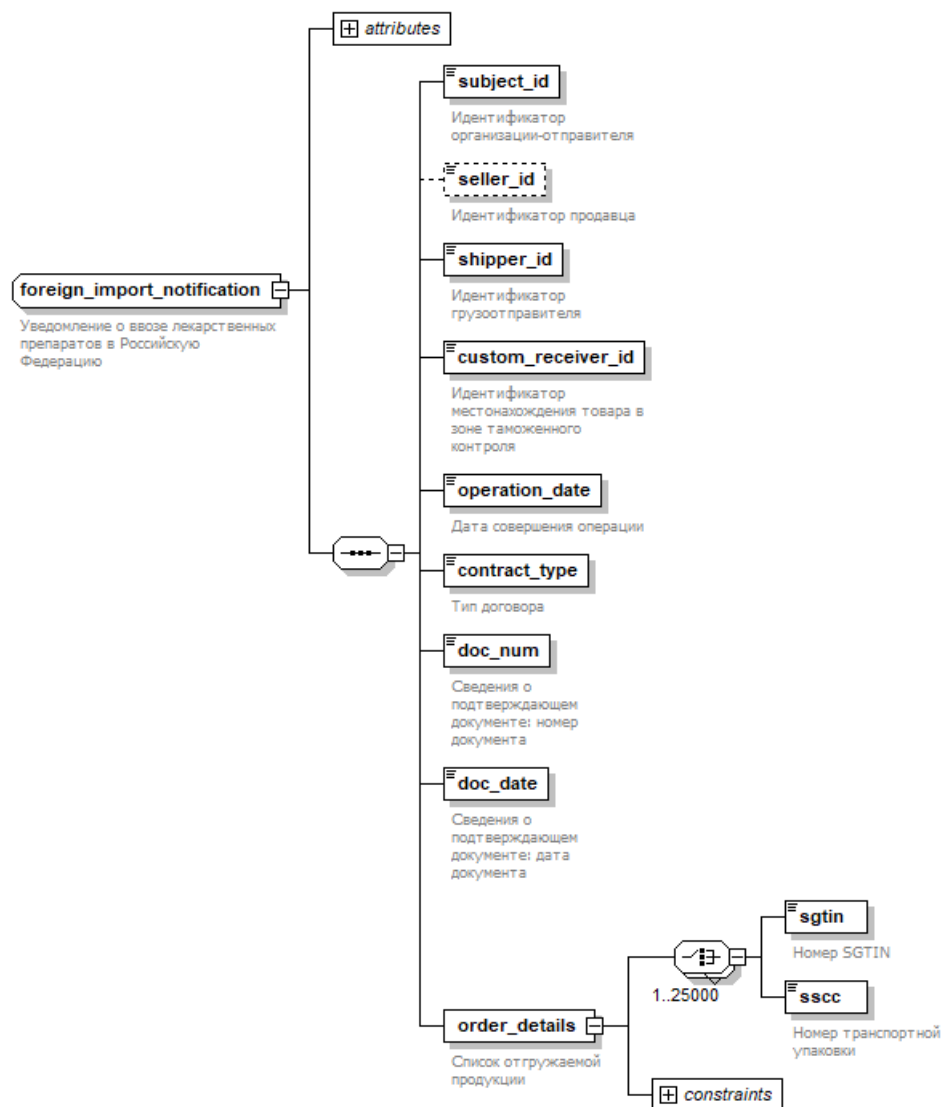 attributes
subject_id
Идентификатор
организации-отправителя
seller_id
Идентификатор продавца
shipper_id
Идентификатор
грузоотправителя
foreign_import_notification
Уведомление о ввозе лекарственных
препаратов в Российскую
Федерацию
custom_receiver_id
Идентификатор
местонахождения товара в
зоне таможенного
контроля
operation_date
Дата совершения операции
contract_type
Тип договора
doc_num
Сведения о
подтверждающем
документе: номер
документа
doc_date
Сведения о
подтверждающем
документе: дата
документа
order_details
Список отгружаемой
продукции
1..25000
sgtin
Номер SGTIN
sscc
Номер транспортной
упаковки
constraints